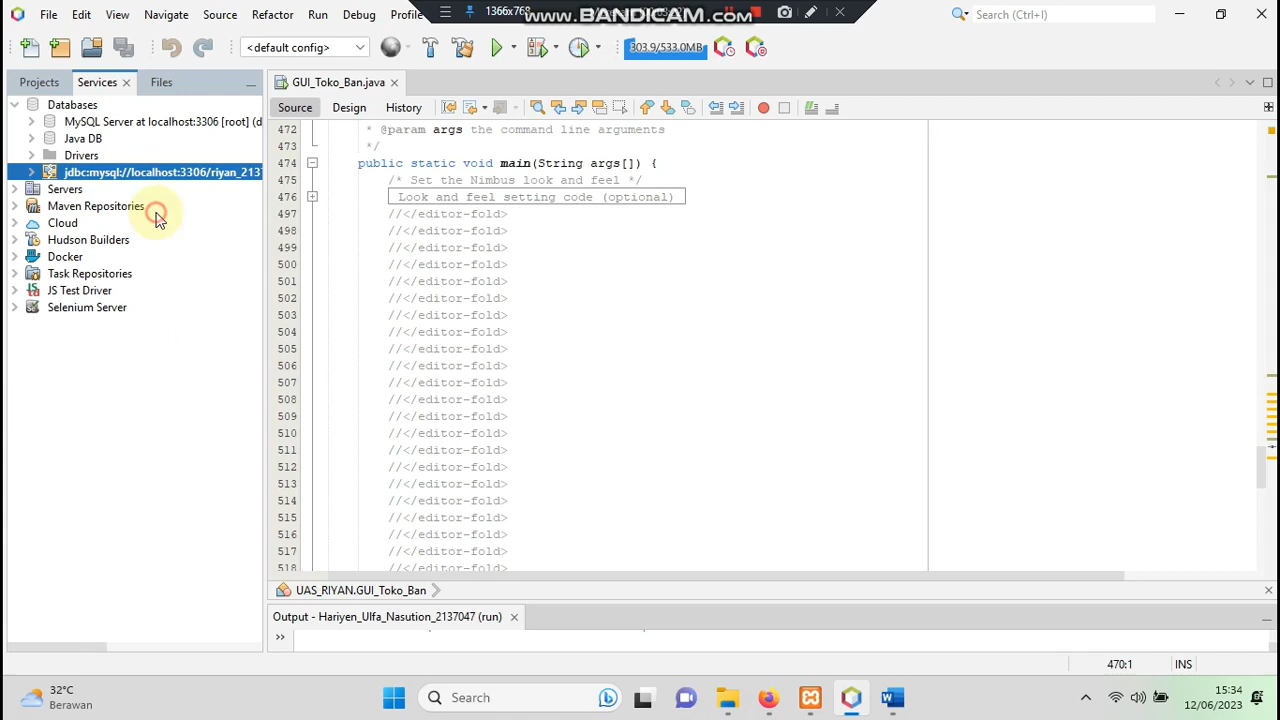 File Edit View Navigate Source Refactor Run Debug Profile
1366x768
www.BANDICAM.com
Search (Ctrl+I)
<default config>
303.9/533.0MB
Projects Services Files
GUI_Toko_Ban.java
Source Design History
Databases
MySQL Server at localhost:3306 [root] (d
Java DB
Drivers
jdbc:mysql://localhost:3306/riyan_213
Servers
Maven Repositories
Cloud
Hudson Builders
Docker
Task Repositories
JS Test Driver
Selenium Server
472 * @param args the command line arguments
473 */
474 public static void main(String args[]) {
475 /* Set the Nimbus look and feel */
476 Look and feel setting code (optional)
497 //</editor-fold>
498 //</editor-fold>
499 //</editor-fold>
500 //</editor-fold>
501 //</editor-fold>
502 //</editor-fold>
503 //</editor-fold>
504 //</editor-fold>
505 //</editor-fold>
506 //</editor-fold>
507 //</editor-fold>
508 //</editor-fold>
509 //</editor-fold>
510 //</editor-fold>
511 //</editor-fold>
512 //</editor-fold>
513 //</editor-fold>
514 //</editor-fold>
515 //</editor-fold>
516 //</editor-fold>
517 //</editor-fold>
518 //</editor-fold>
UAS_RIYAN.GUI_Toko_Ban
Output - Hariyen_Ulfa_Nasution_2137047 (run)
470:1 INS
32°C
Berawan
Search
15:34
12/06/2023